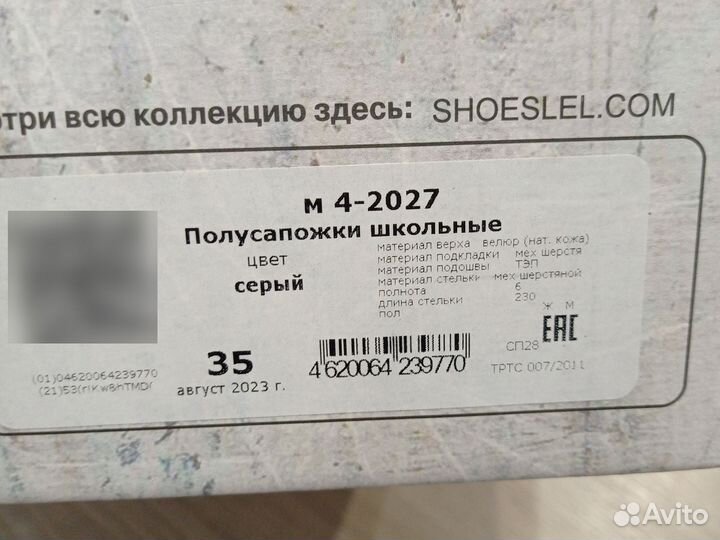 отри всю коллекцию здесь: SHOESLEL.COM
м 4-2027
Полусапожки школьные
цвет
серый
материал верха велюр (нат. кожа)
материал подкладки мех шерстя
материал подошвы ТЭП
материал стельки мех шерстяной
полнота 6
длина стельки 230
пол Ж М
35
август 2023 г.
4 620064 239770
СП28
EAC
ТРТС 007/2011
(01)04620064239770
Avito